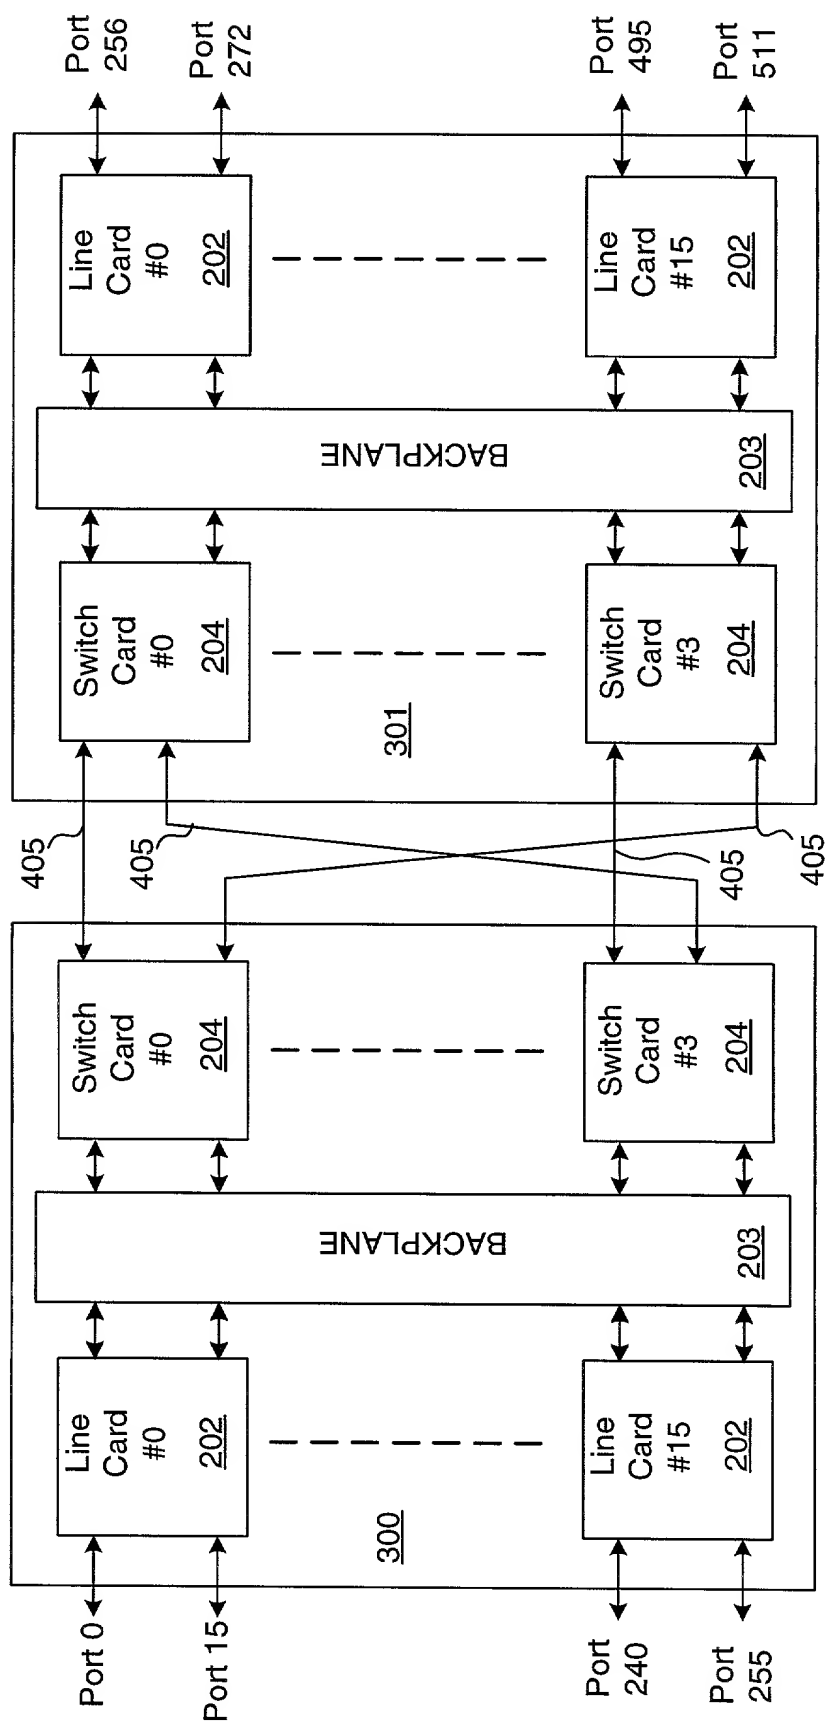 Port 0
Port 15
Port
240
Port
255
Line
Card
#0
202
Line
Card
#15
202
300
BACKPLANE
203
Switch
Card
#0
204
Switch
Card
#3
204
405
405
405
405
Switch
Card
#0
204
Switch
Card
#3
204
301
BACKPLANE
203
Line
Card
#0
202
Line
Card
#15
202
Port
256
Port
272
Port
495
Port
511